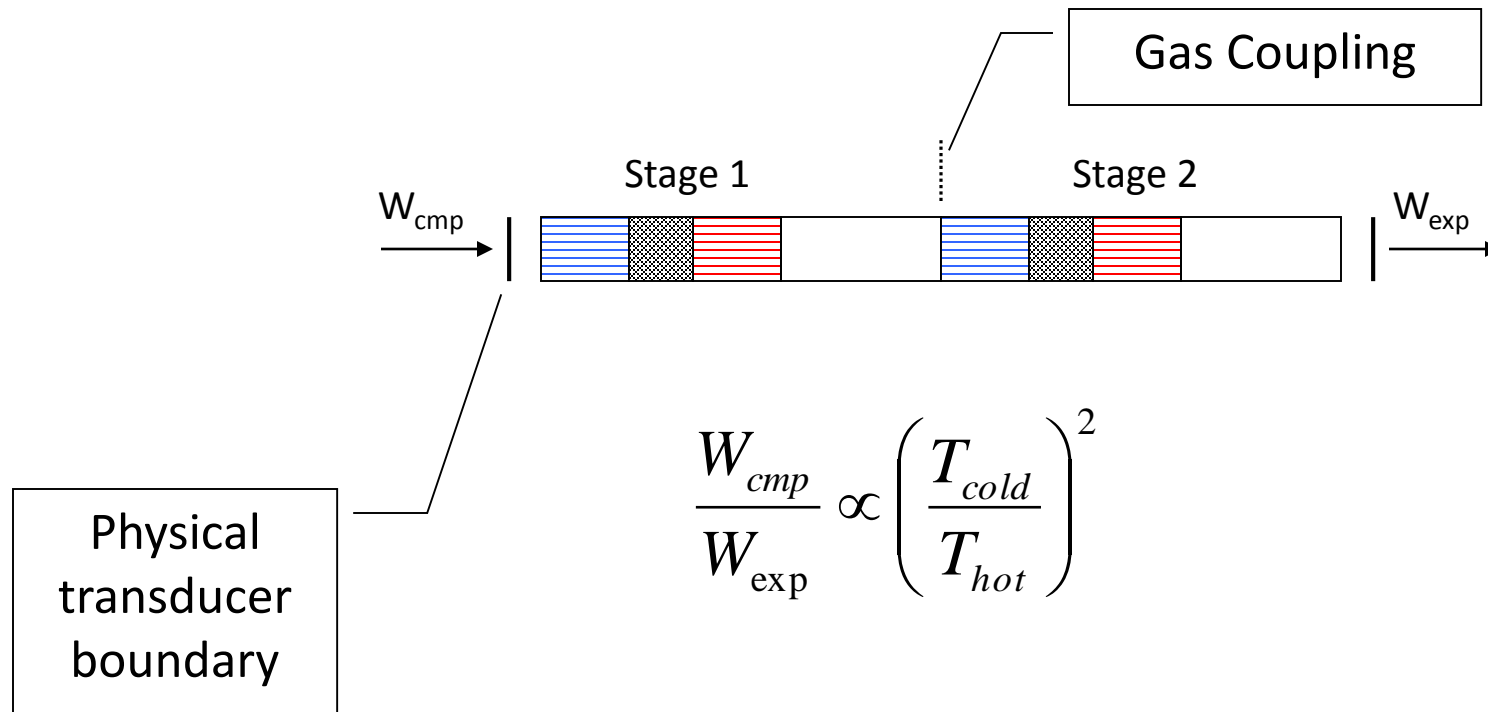 Gas Coupling
Stage 1
Stage 2
W_cmp
W_exp
W_cmp / W_exp ∝ (T_cold / T_hot)^2
Physical
transducer
boundary